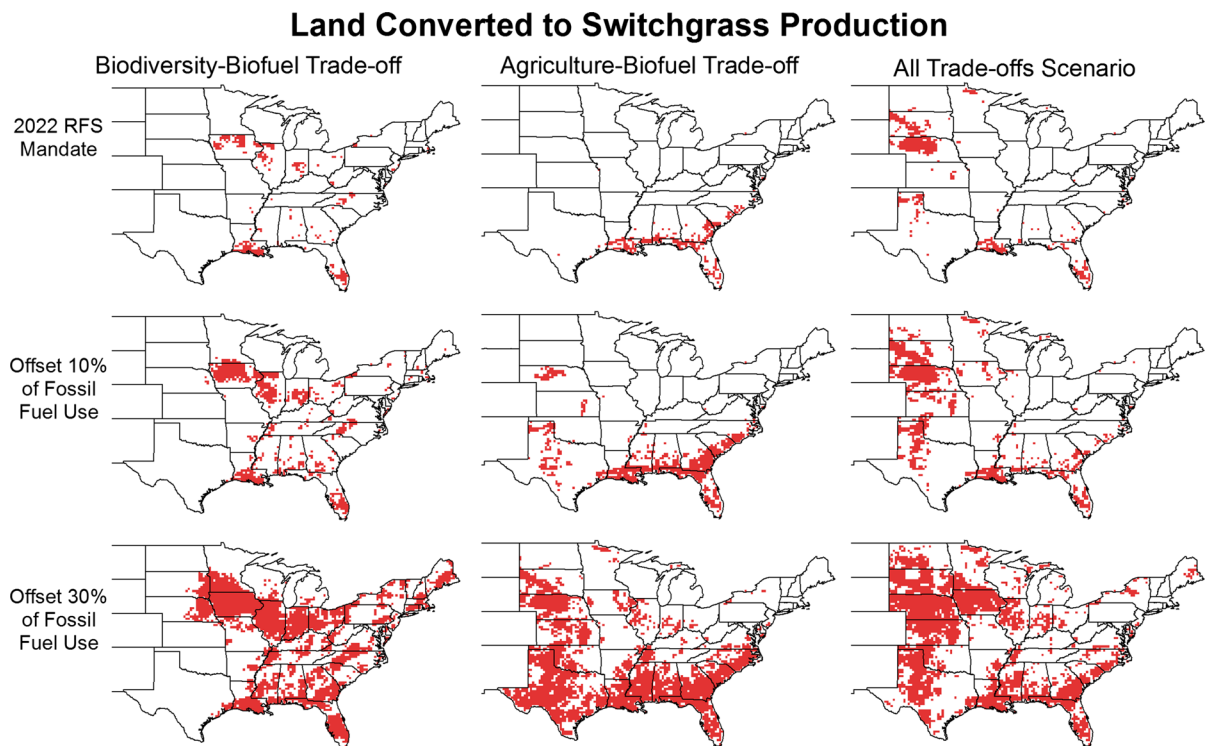 Land Converted to Switchgrass Production
Biodiversity-Biofuel Trade-off
Agriculture-Biofuel Trade-off
All Trade-offs Scenario
2022 RFS
Mandate
Offset 10%
of Fossil
Fuel Use
Offset 30%
of Fossil
Fuel Use